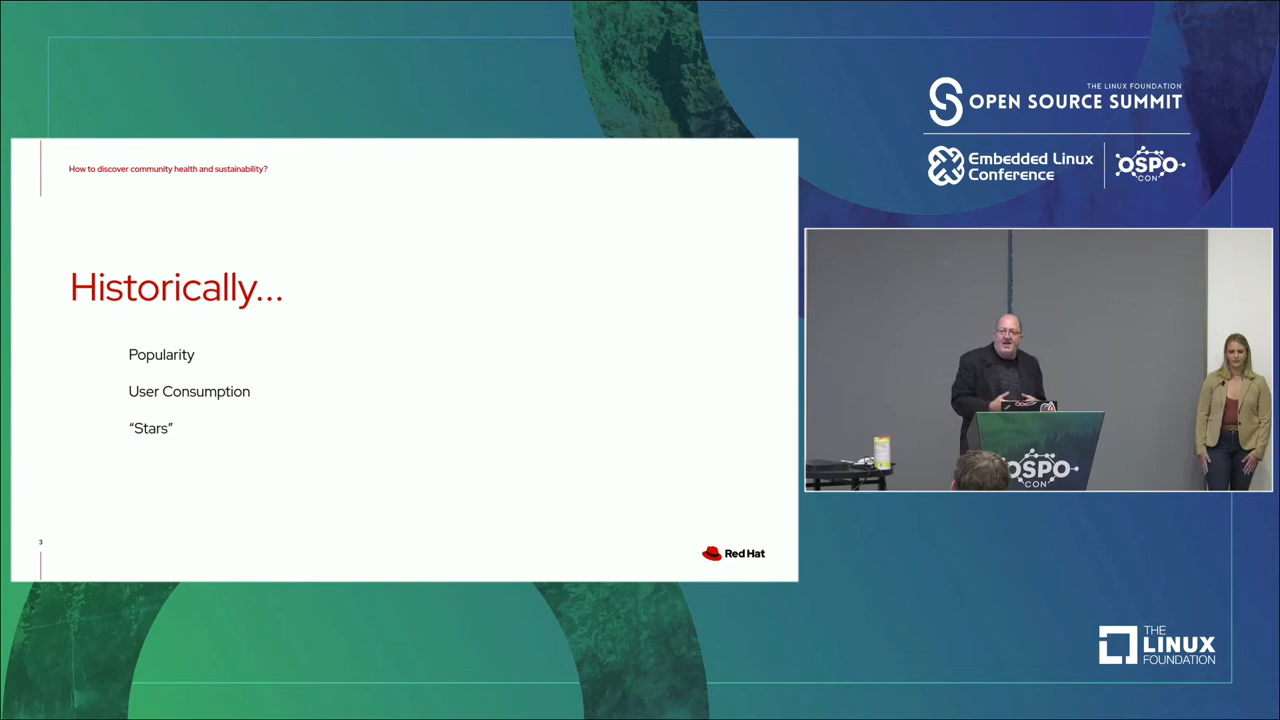 THE LINUX FOUNDATION
OPEN SOURCE SUMMIT
Embedded Linux
Conference
OSPO
CON
How to discover community health and sustainability?
Historically...
Popularity
User Consumption
“Stars”
3
Red Hat
OSPO
CON
THE
LINUX
FOUNDATION